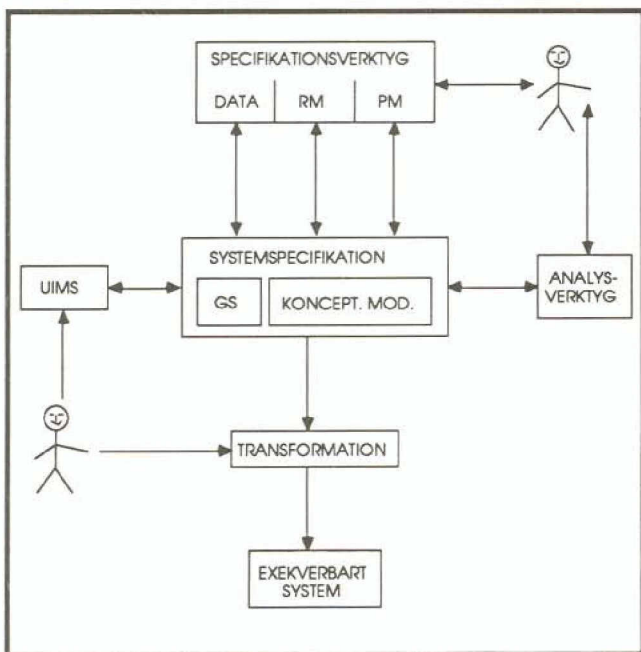 SPECIFIKATIONSVERKTYG
DATA RM PM
SYSTEMSPECIFIKATION
GS KONCEPT. MOD.
UIMS
ANALYS-
VERKTYG
TRANSFORMATION
EXEKVERBART
SYSTEM